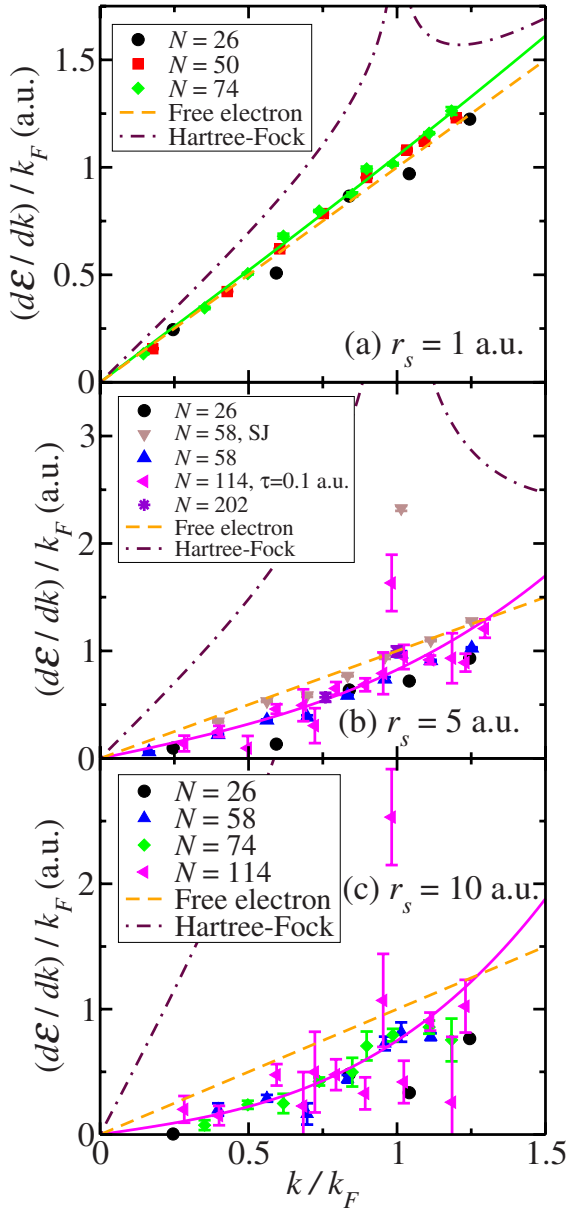 1.5
1
0.5
0
(dℰ/dk) / k_F (a.u.)
N = 26
N = 50
N = 74
Free electron
Hartree-Fock
(a) r_s = 1 a.u.
3
2
1
0
(dℰ/dk) / k_F (a.u.)
N = 26
N = 58, SJ
N = 58
N = 114, τ=0.1 a.u.
N = 202
Free electron
Hartree-Fock
(b) r_s = 5 a.u.
2
1
0
(dℰ/dk) / k_F (a.u.)
N = 26
N = 58
N = 74
N = 114
Free electron
Hartree-Fock
(c) r_s = 10 a.u.
0 0.5 1 1.5
k / k_F